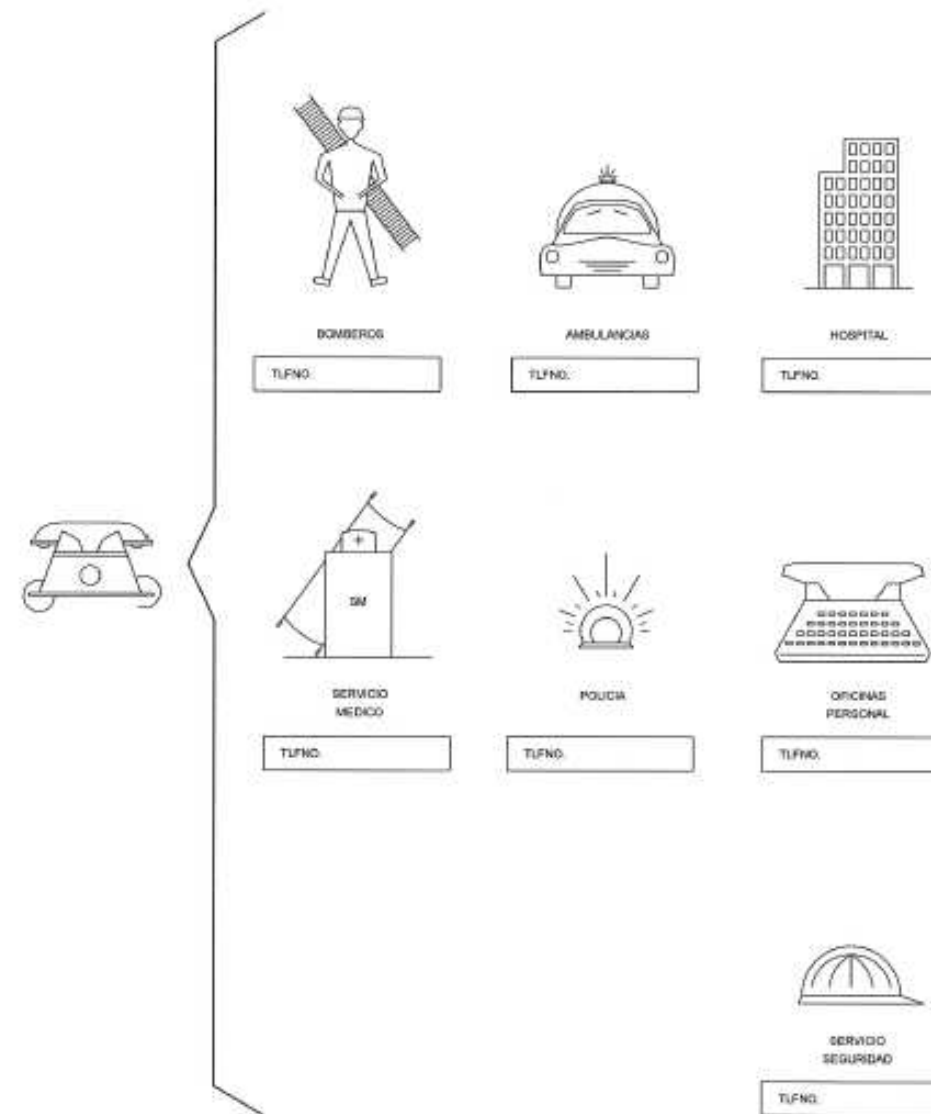 BOMBEROS
AMBULANCIAS
HOSPITAL
TLFNO.
TLFNO.
TLFNO.
SM
SERVICIO
MEDICO
POLICIA
OFICINAS
PERSONAL
TLFNO.
TLFNO.
TLFNO.
SERVICIO
SEGURIDAD
TLFNO.